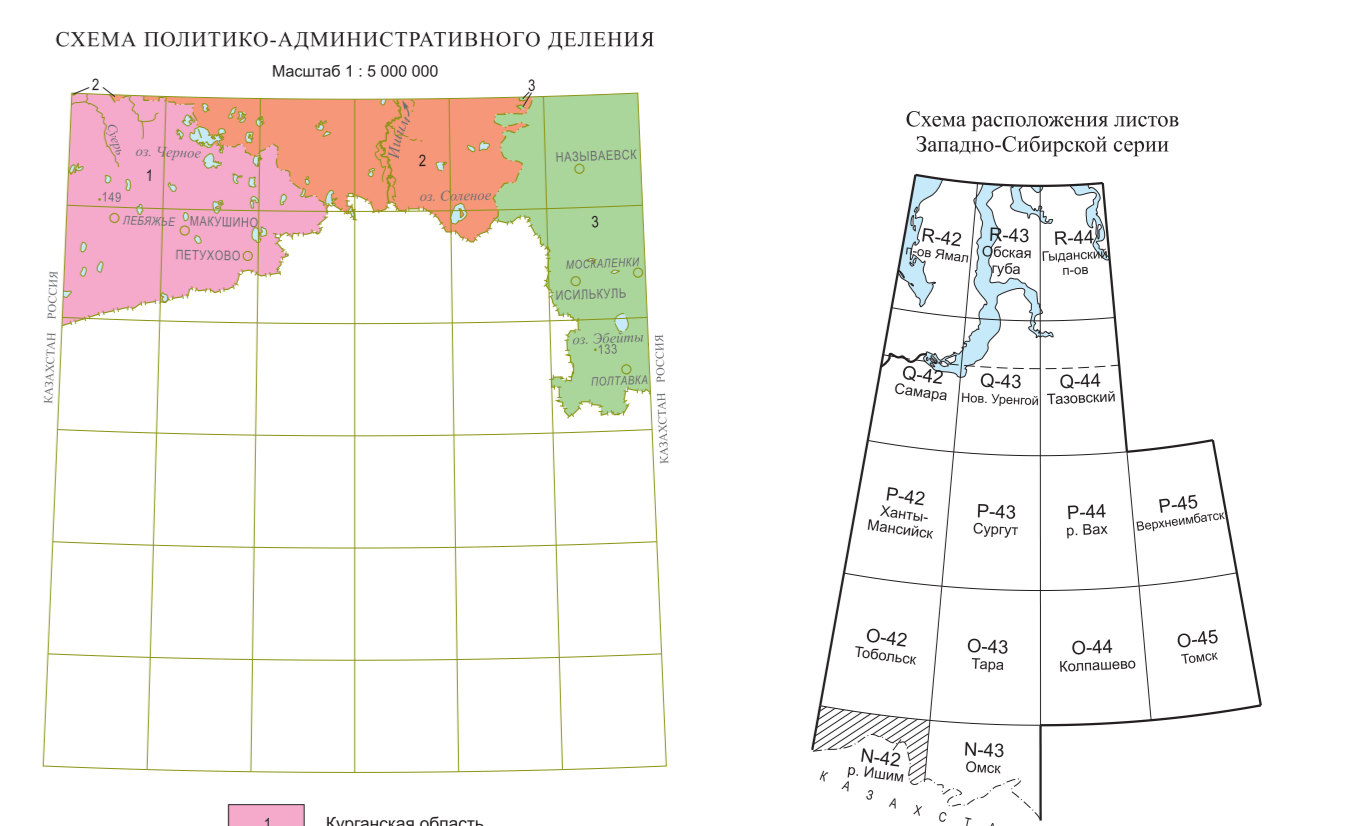 СХЕМА ПОЛИТИКО-АДМИНИСТРАТИВНОГО ДЕЛЕНИЯ
Масштаб 1 : 5 000 000
2
3
Суерь
оз. Черное
Ишим
2
НАЗЫВАЕВСК
1
149
оз. Соленое
ЛЕБЯЖЬЕ
МАКУШИНО
3
ПЕТУХОВО
МОСКАЛЕНКИ
ИСИЛЬКУЛЬ
КАЗАХСТАН РОССИЯ
оз. Эбейты
133
ПОЛТАВКА
КАЗАХСТАН РОССИЯ
1
Курганская область
Схема расположения листов
Западно-Сибирской серии
R-42
п-ов Ямал
R-43
Обская
губа
R-44
Гыданский
п-ов
Q-42
Самара
Q-43
Нов. Уренгой
Q-44
Тазовский
P-42
Ханты-
Мансийск
P-43
Сургут
P-44
р. Вах
P-45
Верхнеимбатск
O-42
Тобольск
O-43
Тара
O-44
Колпашево
O-45
Томск
N-42
р. Ишим
N-43
Омск
К А З А Х С Т А